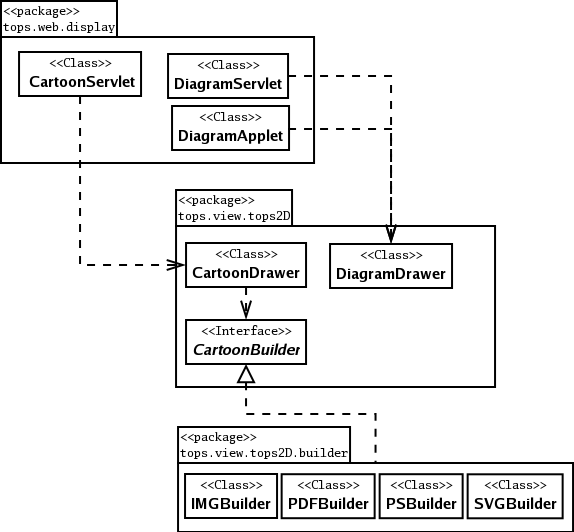 <<package>>
tops.web.display
<<Class>>
CartoonServlet
<<Class>>
DiagramServlet
<<Class>>
DiagramApplet
<<package>>
tops.view.tops2D
<<Class>>
CartoonDrawer
<<Class>>
DiagramDrawer
<<Interface>>
CartoonBuilder
<<package>>
tops.view.tops2D.builder
<<Class>>
IMGBuilder
<<Class>>
PDFBuilder
<<Class>>
PSBuilder
<<Class>>
SVGBuilder